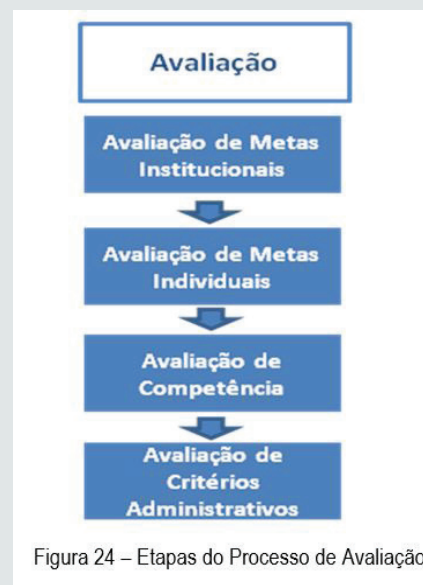 Avaliação
Avaliação de Metas
Institucionais
Avaliação de Metas
Individuais
Avaliação de
Competência
Avaliação de
Critérios
Administrativos
Figura 24 – Etapas do Processo de Avaliação